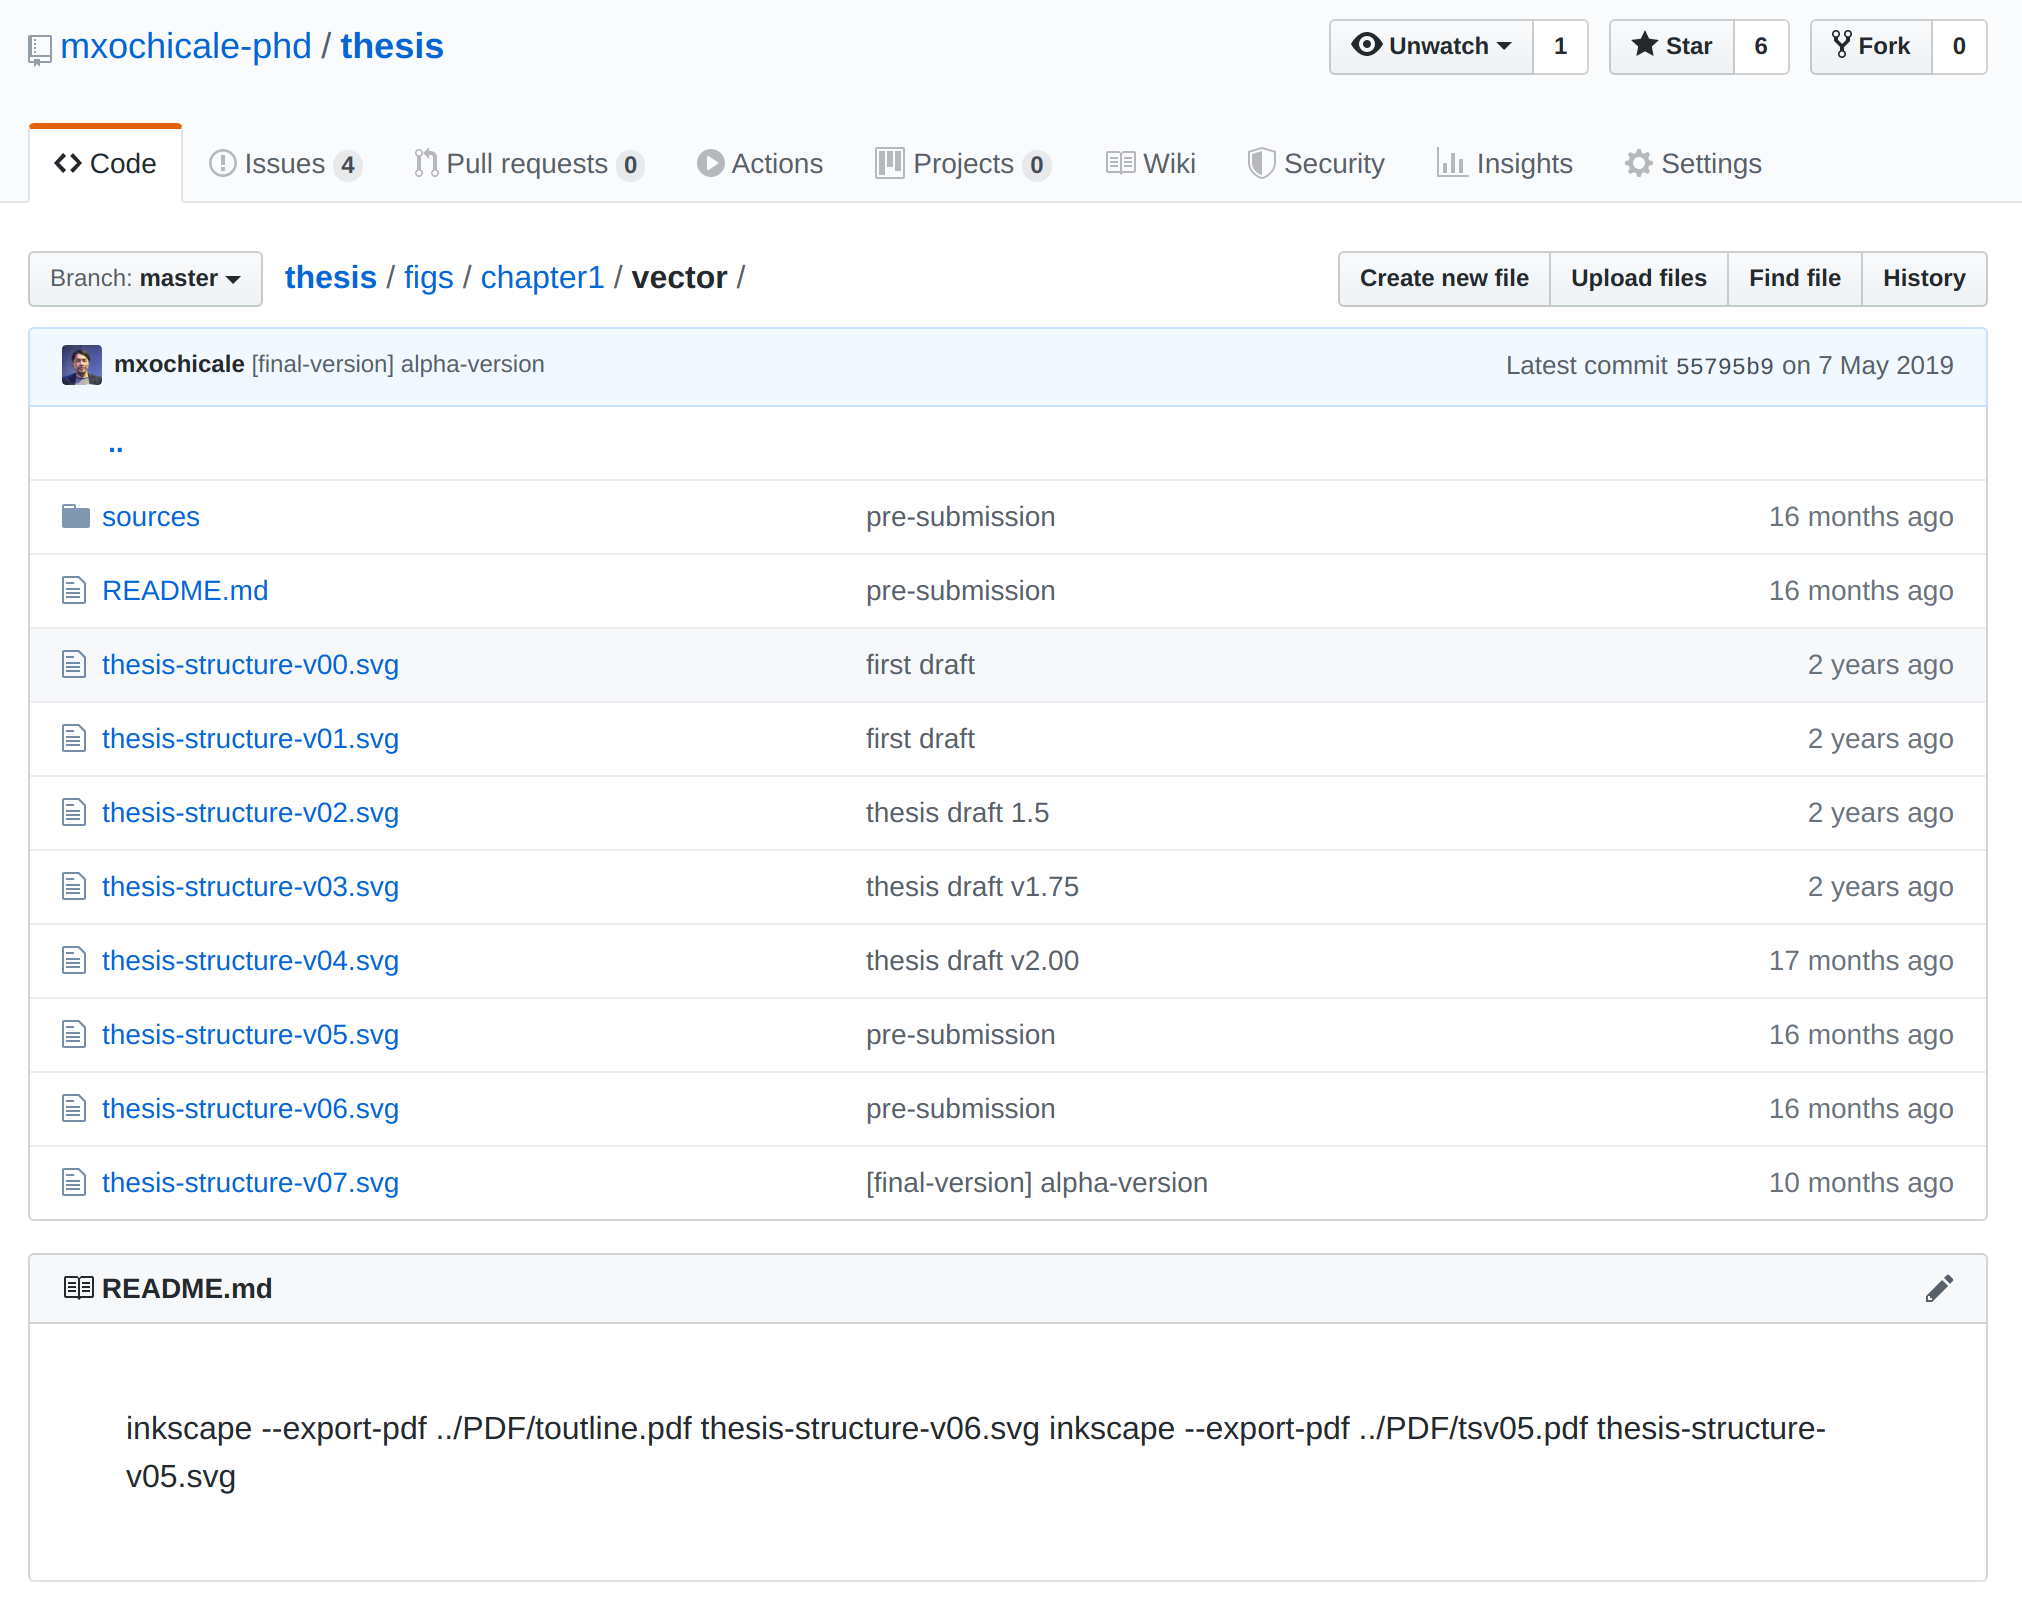 mxochicale-phd / thesis
Unwatch 1 Star 6 Fork 0
Code Issues 4 Pull requests 0 Actions Projects 0 Wiki Security Insights Settings
Branch: master thesis / figs / chapter1 / vector / Create new file Upload files Find file History
mxochicale [final-version] alpha-version Latest commit 55795b9 on 7 May 2019
..
sources pre-submission 16 months ago
README.md pre-submission 16 months ago
thesis-structure-v00.svg first draft 2 years ago
thesis-structure-v01.svg first draft 2 years ago
thesis-structure-v02.svg thesis draft 1.5 2 years ago
thesis-structure-v03.svg thesis draft v1.75 2 years ago
thesis-structure-v04.svg thesis draft v2.00 17 months ago
thesis-structure-v05.svg pre-submission 16 months ago
thesis-structure-v06.svg pre-submission 16 months ago
thesis-structure-v07.svg [final-version] alpha-version 10 months ago
README.md
inkscape --export-pdf ../PDF/toutline.pdf thesis-structure-v06.svg inkscape --export-pdf ../PDF/tsv05.pdf thesis-structure-
v05.svg